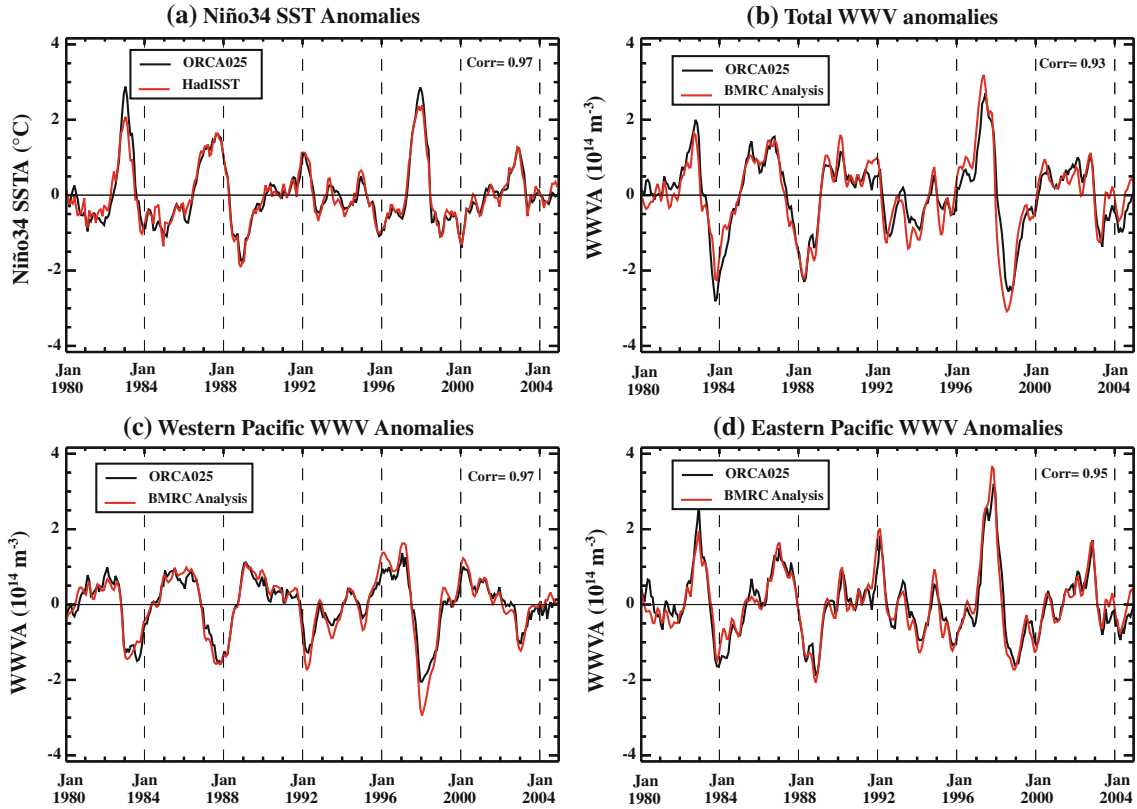 (a) Niño34 SST Anomalies
ORCA025
HadISST
Corr= 0.97
Niño34 SSTA (°C)
4
2
0
-2
-4
Jan Jan Jan Jan Jan Jan Jan
1980 1984 1988 1992 1996 2000 2004
(b) Total WWV anomalies
ORCA025
BMRC Analysis
Corr= 0.93
WWVA (10¹⁴ m⁻³)
4
2
0
-2
-4
Jan Jan Jan Jan Jan Jan Jan
1980 1984 1988 1992 1996 2000 2004
(c) Western Pacific WWV Anomalies
ORCA025
BMRC Analysis
Corr= 0.97
WWVA (10¹⁴ m⁻³)
4
2
0
-2
-4
Jan Jan Jan Jan Jan Jan Jan
1980 1984 1988 1992 1996 2000 2004
(d) Eastern Pacific WWV Anomalies
ORCA025
BMRC Analysis
Corr= 0.95
WWVA (10¹⁴ m⁻³)
4
2
0
-2
-4
Jan Jan Jan Jan Jan Jan Jan
1980 1984 1988 1992 1996 2000 2004